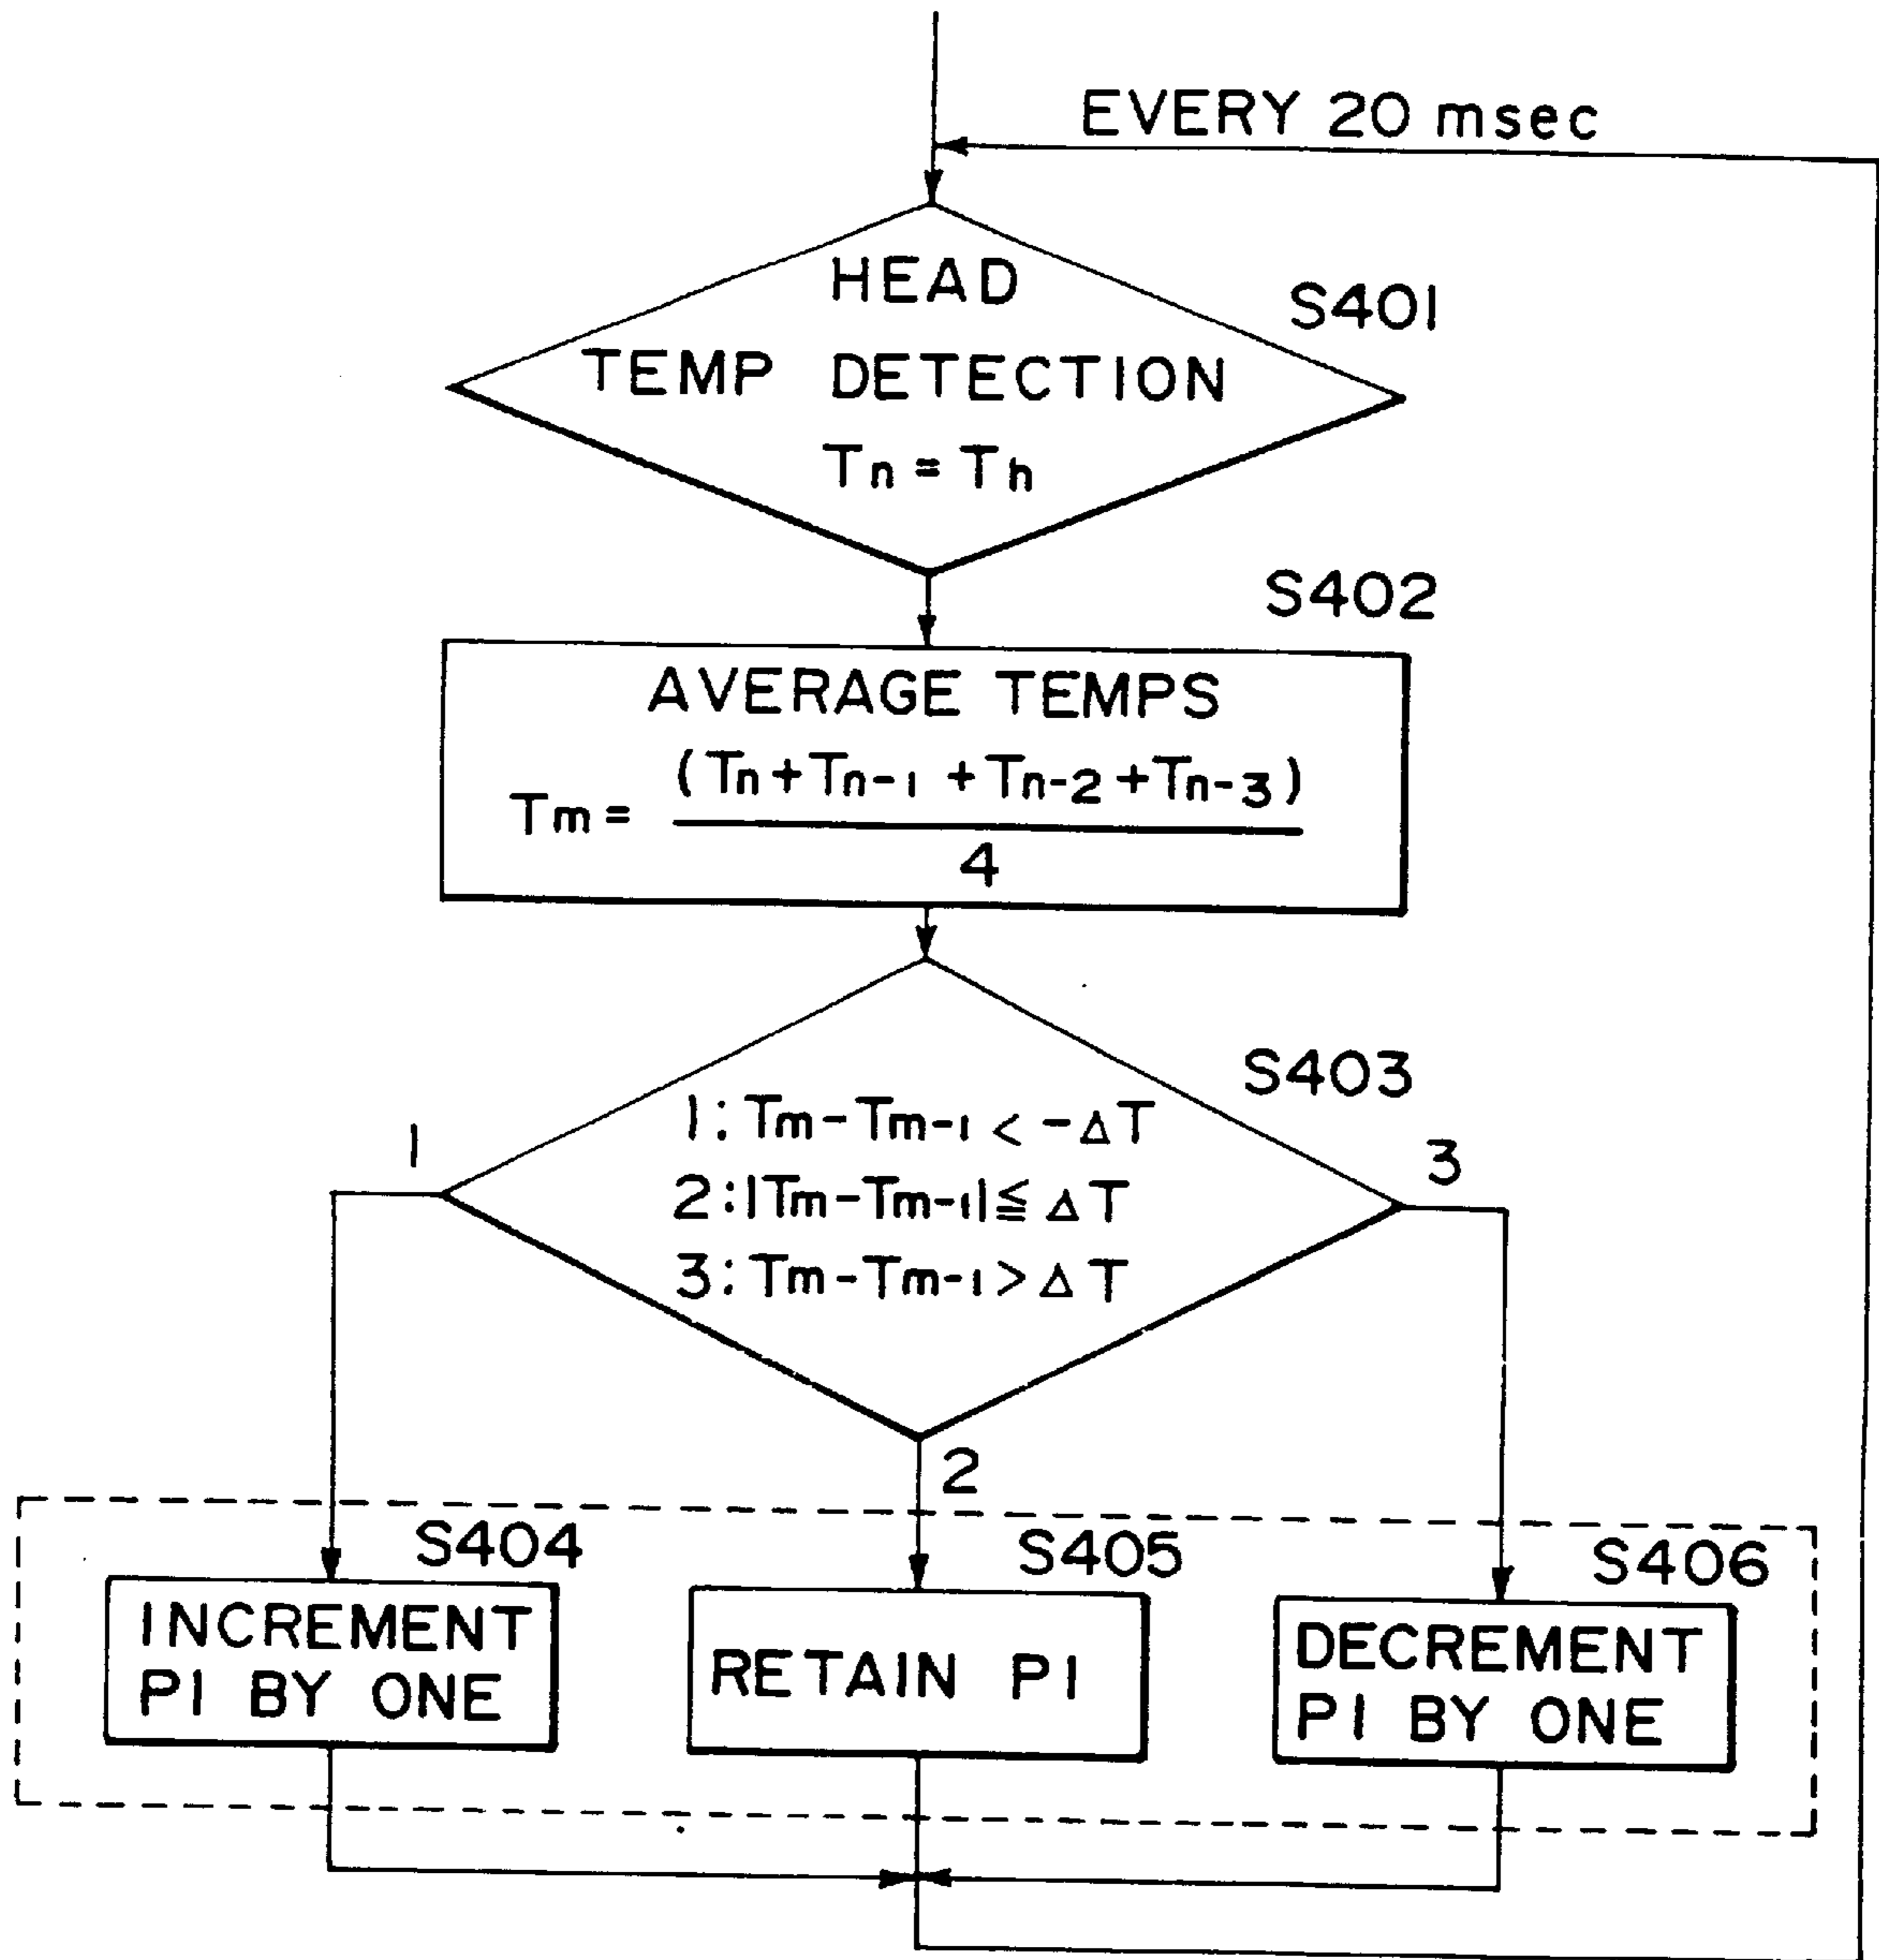 EVERY 20 msec
HEAD
S401
TEMP DETECTION
Tn = Th
S402
AVERAGE TEMPS
(Tn+Tn-1 +Tn-2+Tn-3)
Tm=
4
S403
1
1: Tm-Tm-1 < -ΔT
3
2:|Tm-Tm-1|≦ ΔT
3: Tm-Tm-1 > ΔT
2
S404
S405
S406
INCREMENT
P1 BY ONE
RETAIN P1
DECREMENT
P1 BY ONE